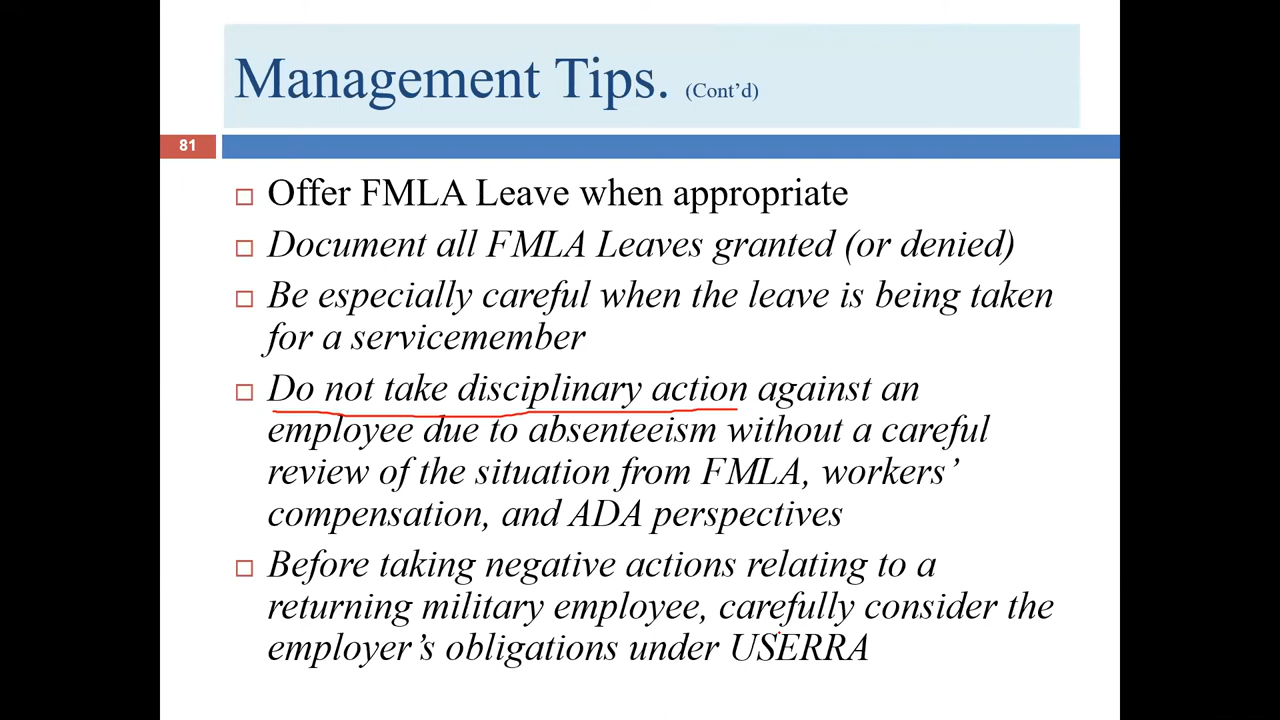 Management Tips. (Cont’d)
81
Offer FMLA Leave when appropriate
Document all FMLA Leaves granted (or denied)
Be especially careful when the leave is being taken
for a servicemember
Do not take disciplinary action against an
employee due to absenteeism without a careful
review of the situation from FMLA, workers’
compensation, and ADA perspectives
Before taking negative actions relating to a
returning military employee, carefully consider the
employer’s obligations under USERRA